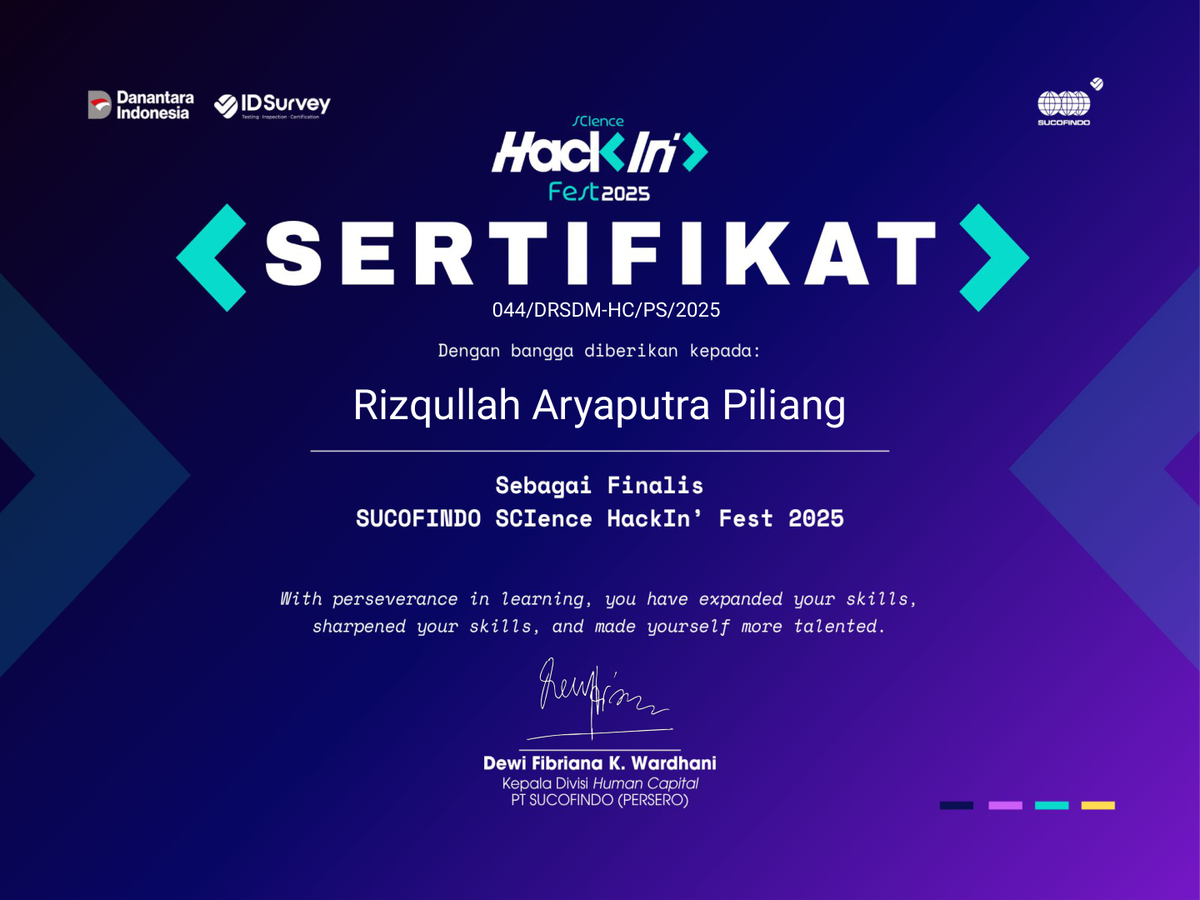 Danantara
Indonesia
IDSurvey
Testing · Inspection · Certification
SUCOFINDO
SCIence
HackIn'
Fest 2025
SERTIFIKAT
044/DRSDM-HC/PS/2025
Dengan bangga diberikan kepada:
Rizqullah Aryaputra Piliang
Sebagai Finalis
SUCOFINDO SCIence HackIn’ Fest 2025
With perseverance in learning, you have expanded your skills,
sharpened your skills, and made yourself more talented.
Dewi Fibriana K. Wardhani
Kepala Divisi Human Capital
PT SUCOFINDO (PERSERO)